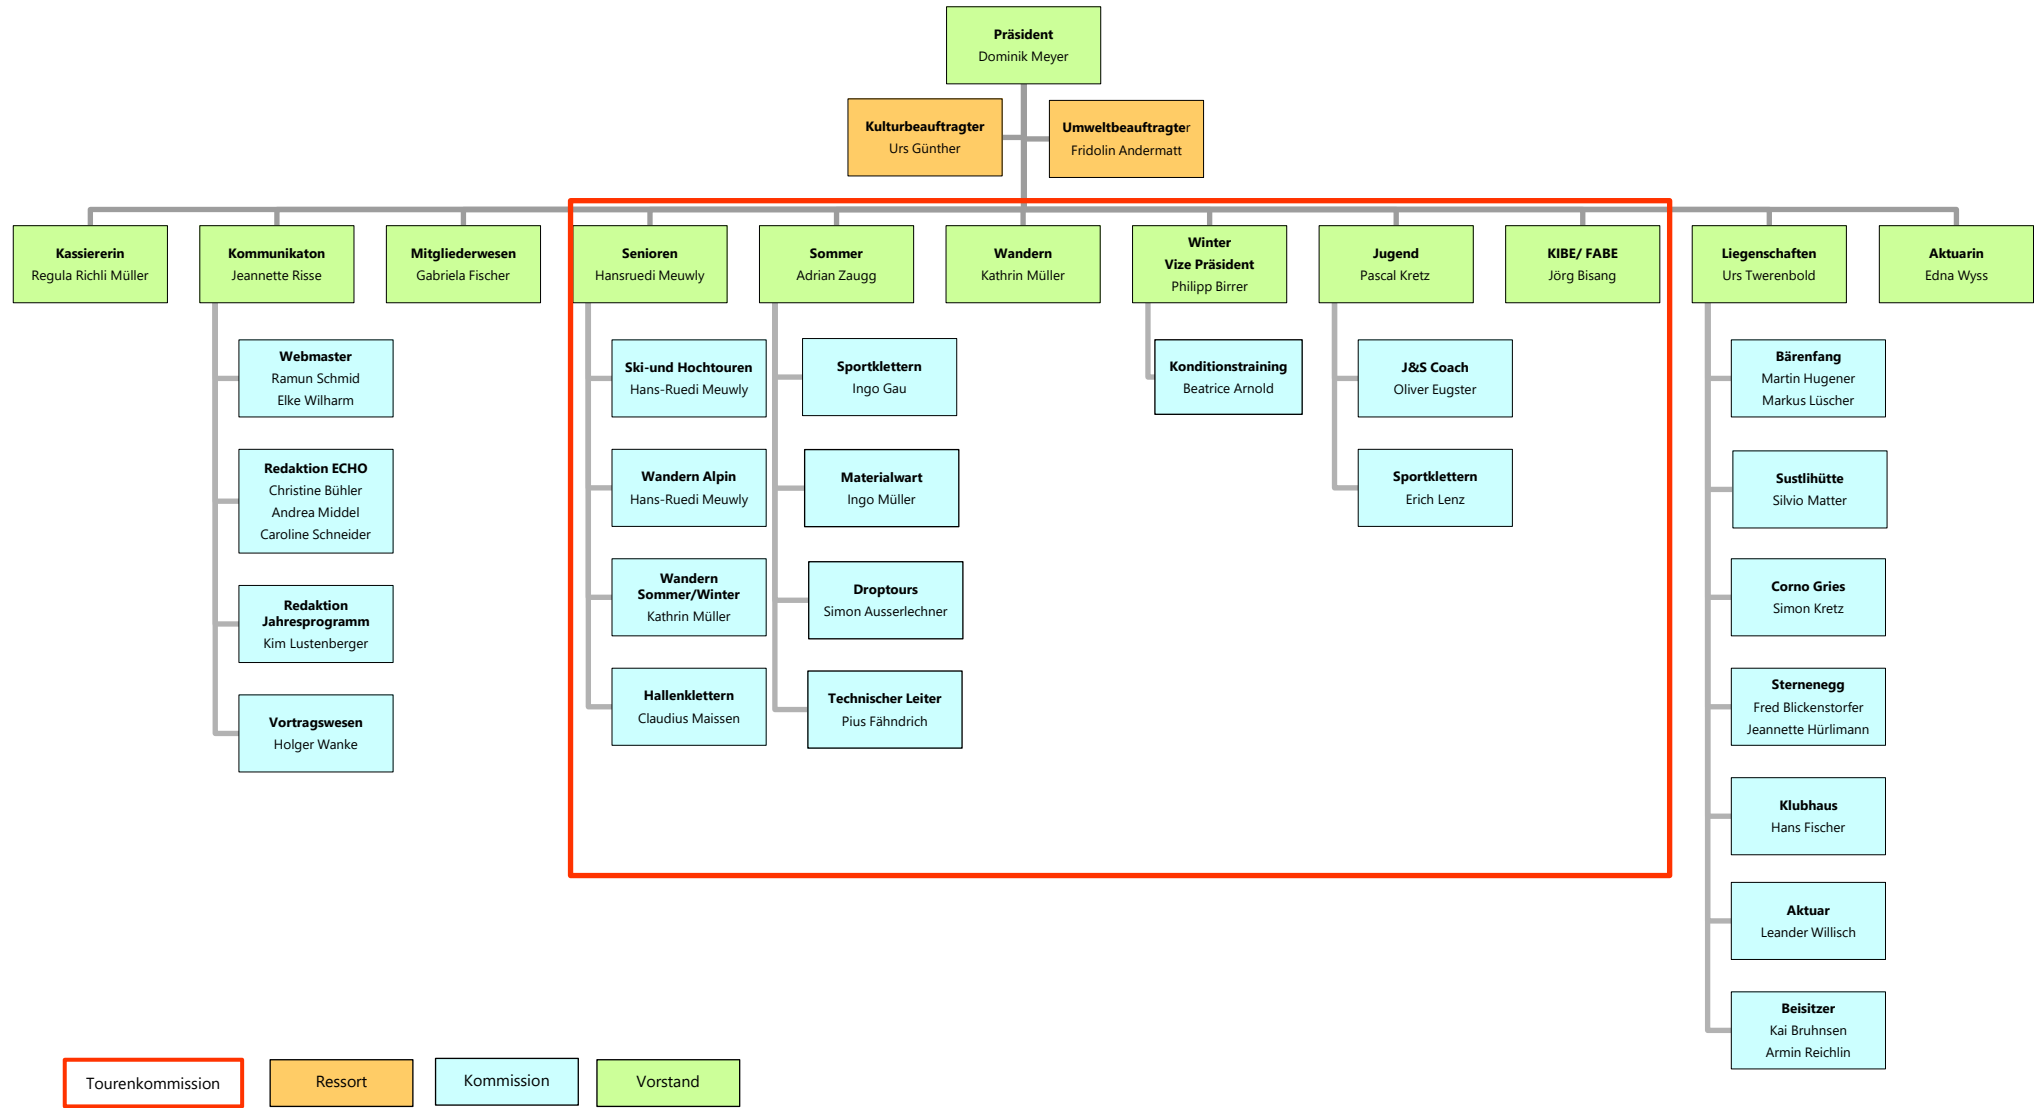 Präsident
Dominik Meyer
Kulturbeauftragter
Urs Günther
Umweltbeauftragter
Fridolin Andermatt
Kassiererin
Regula Richli Müller
Kommunikaton
Jeannette Risse
Mitgliederwesen
Gabriela Fischer
Senioren
Hansruedi Meuwly
Sommer
Adrian Zaugg
Wandern
Kathrin Müller
Winter
Vize Präsident
Philipp Birrer
Jugend
Pascal Kretz
KIBE/ FABE
Jörg Bisang
Liegenschaften
Urs Twerenbold
Aktuarin
Edna Wyss
Webmaster
Ramun Schmid
Elke Wilharm
Redaktion ECHO
Christine Bühler
Andrea Middel
Caroline Schneider
Redaktion
Jahresprogramm
Kim Lustenberger
Vortragswesen
Holger Wanke
Ski-und Hochtouren
Hans-Ruedi Meuwly
Wandern Alpin
Hans-Ruedi Meuwly
Wandern
Sommer/Winter
Kathrin Müller
Hallenklettern
Claudius Maissen
Sportklettern
Ingo Gau
Materialwart
Ingo Müller
Droptours
Simon Ausserlechner
Technischer Leiter
Pius Fähndrich
Konditionstraining
Beatrice Arnold
J&S Coach
Oliver Eugster
Sportklettern
Erich Lenz
Bärenfang
Martin Hugener
Markus Lüscher
Sustlihütte
Silvio Matter
Corno Gries
Simon Kretz
Sternenegg
Fred Blickenstorfer
Jeannette Hürlimann
Klubhaus
Hans Fischer
Aktuar
Leander Willisch
Beisitzer
Kai Bruhnsen
Armin Reichlin
Tourenkommission
Ressort
Kommission
Vorstand